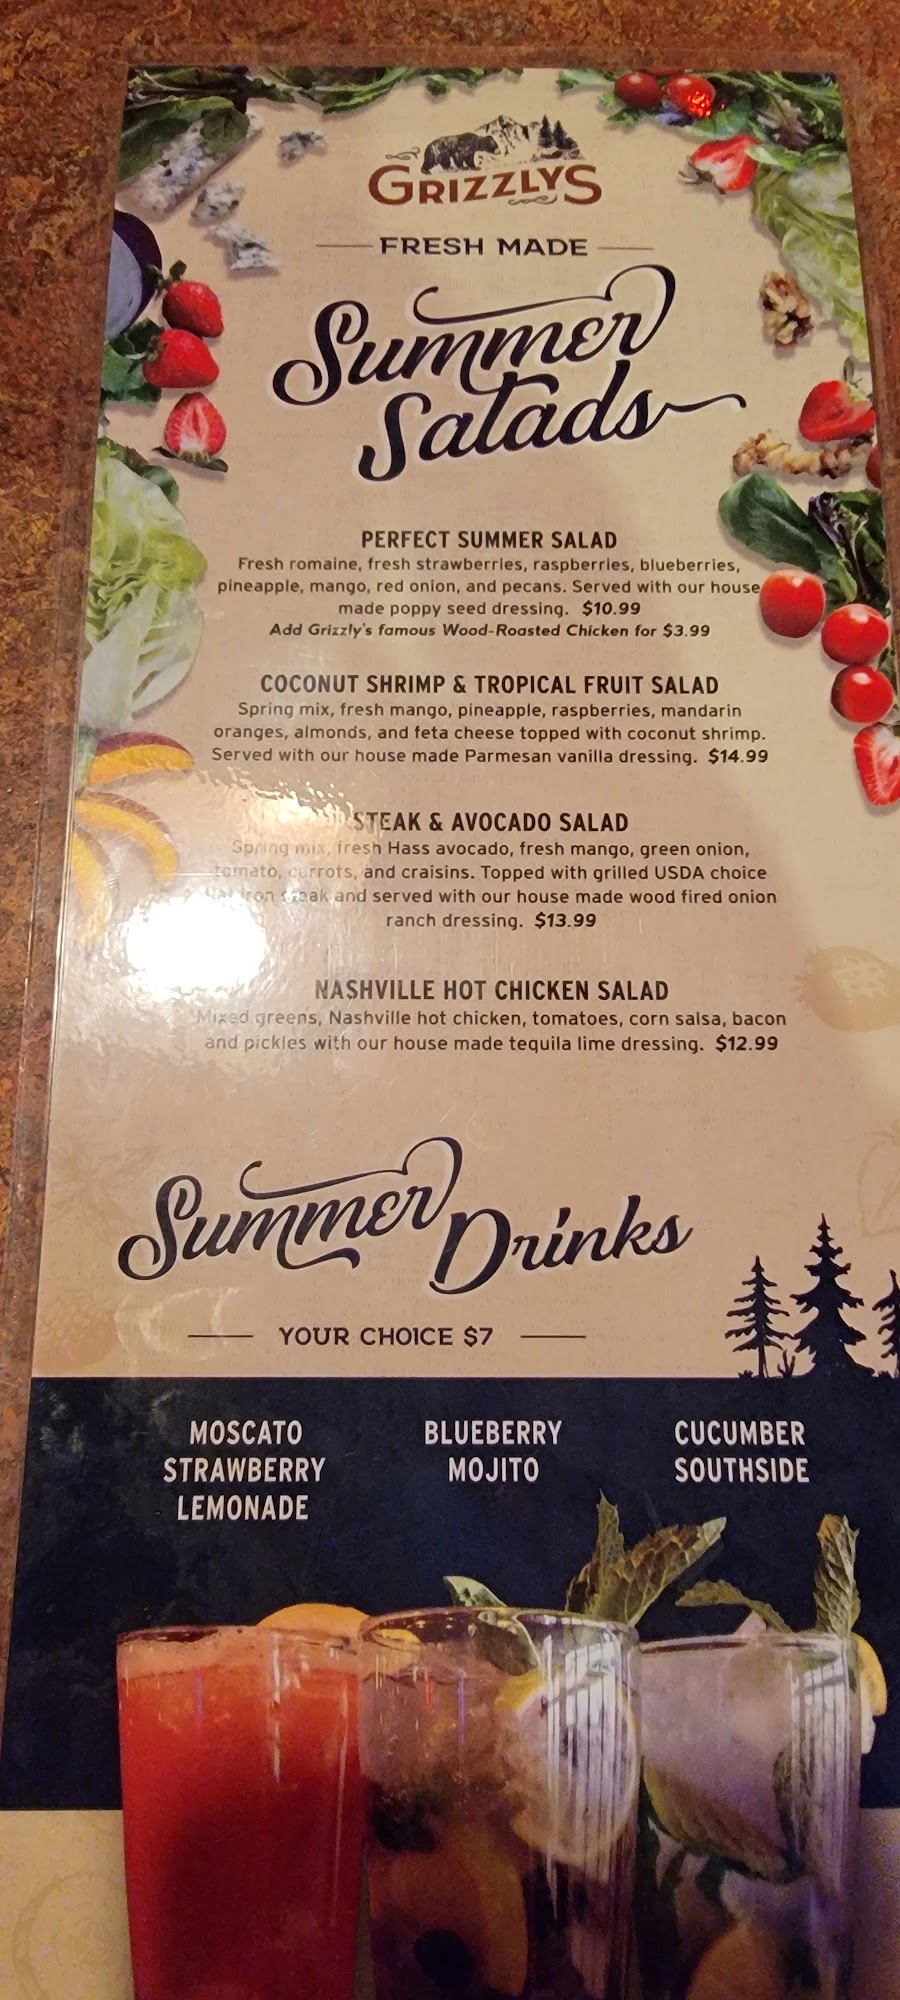 GRIZZLYS
FRESH MADE
Summer
Salads
PERFECT SUMMER SALAD
Fresh romaine, fresh strawberries, raspberries, blueberries,
pineapple, mango, red onion, and pecans. Served with our house
made poppy seed dressing. $10.99
Add Grizzly's famous Wood-Roasted Chicken for $3.99
COCONUT SHRIMP & TROPICAL FRUIT SALAD
Spring mix, fresh mango, pineapple, raspberries, mandarin
oranges, almonds, and feta cheese topped with coconut shrimp.
Served with our house made Parmesan vanilla dressing. $14.99
STEAK & AVOCADO SALAD
Spring mix, fresh Hass avocado, fresh mango, green onion,
tomato, carrots, and craisins. Topped with grilled USDA choice
iron steak and served with our house made wood fired onion
ranch dressing. $13.99
NASHVILLE HOT CHICKEN SALAD
Mixed greens, Nashville hot chicken, tomatoes, corn salsa, bacon
and pickles with our house made tequila lime dressing. $12.99
Summer Drinks
YOUR CHOICE $7
MOSCATO
STRAWBERRY
LEMONADE
BLUEBERRY
MOJITO
CUCUMBER
SOUTHSIDE